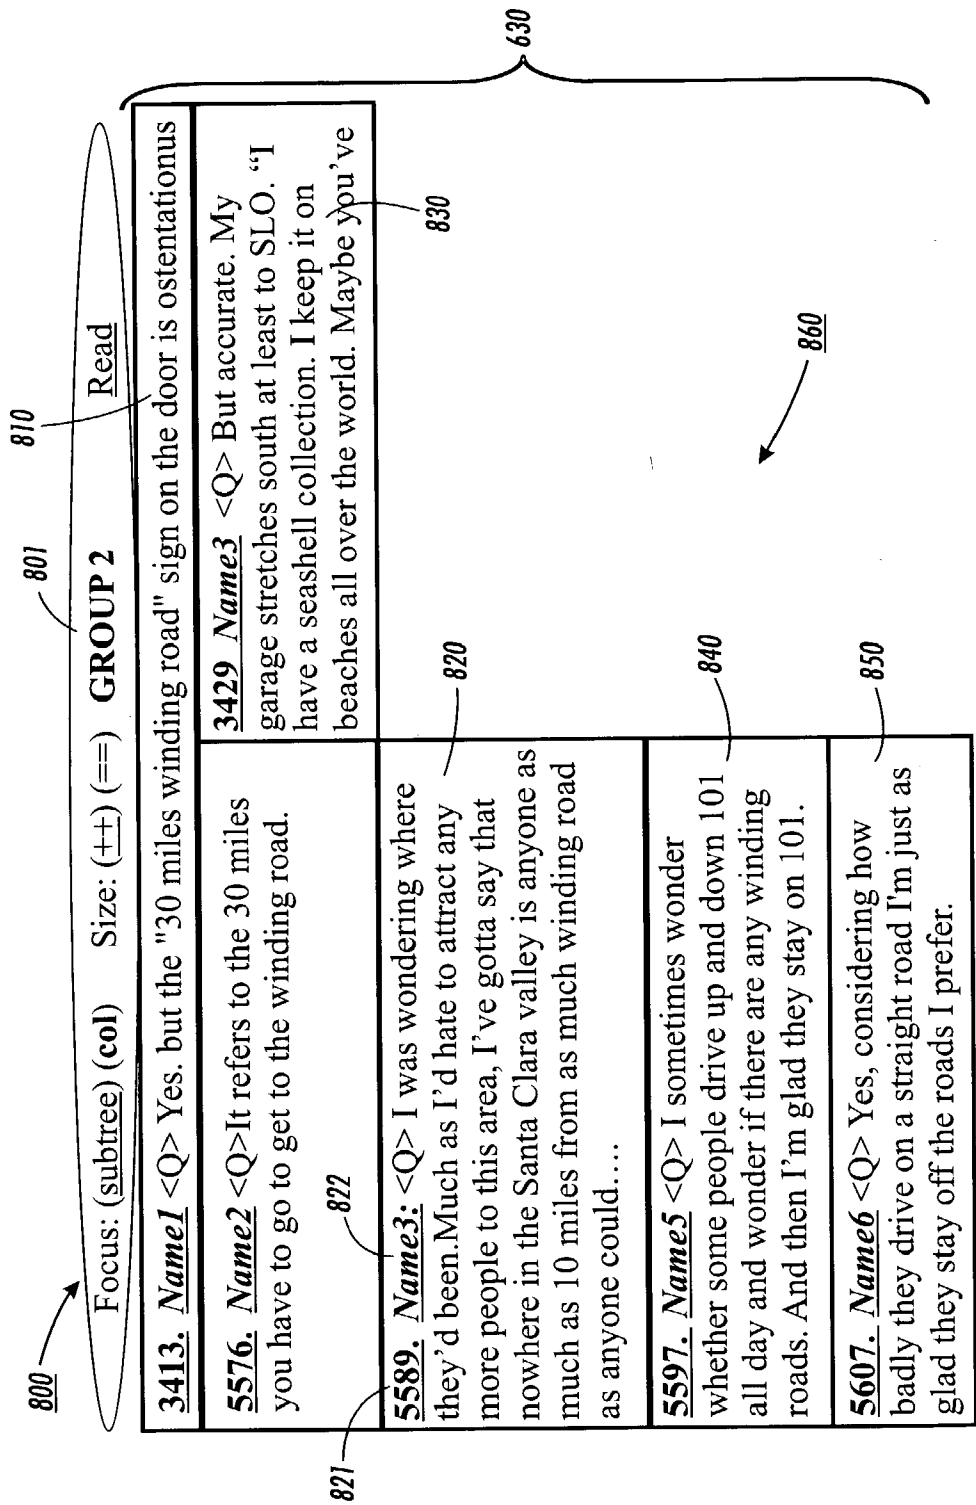 800
801
810
Focus: (subtree) (col) Size: (++) (==) GROUP 2 Read
3413. Name1 <Q> Yes. but the "30 miles winding road" sign on the door is ostentationus
5576. Name2 <Q>It refers to the 30 miles
you have to go to get to the winding road.
3429 Name3 <Q> But accurate. My
garage stretches south at least to SLO. “I
have a seashell collection. I keep it on
beaches all over the world. Maybe you’ve
830
630
821
822
5589. Name3: <Q> I was wondering where
they’d been.Much as I’d hate to attract any
more people to this area, I’ve gotta say that
nowhere in the Santa Clara valley is anyone as
much as 10 miles from as much winding road
as anyone could….
820
5597. Name5 <Q> I sometimes wonder
whether some people drive up and down 101
all day and wonder if there are any winding
roads. And then I’m glad they stay on 101.
840
860
5607. Name6 <Q> Yes, considering how
badly they drive on a straight road I'm just as
glad they stay off the roads I prefer.
850